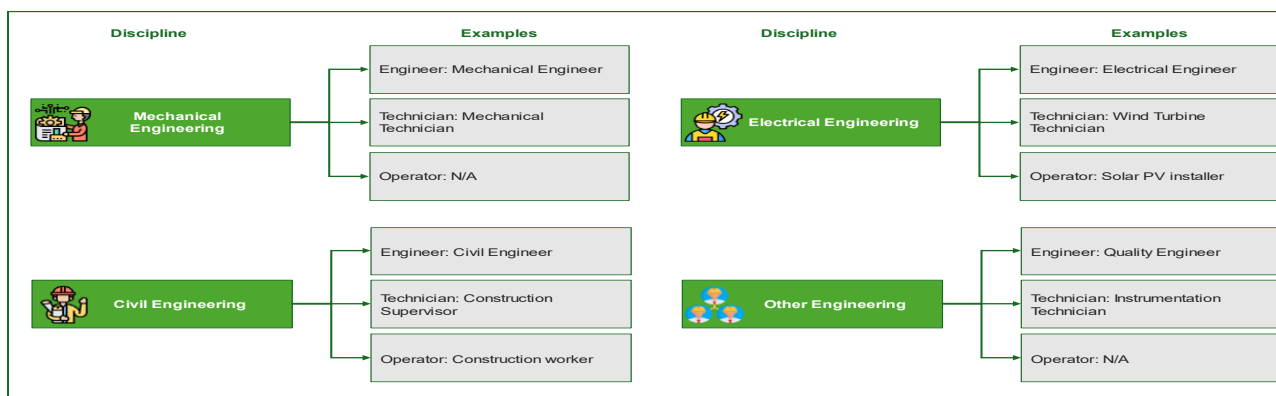 Discipline
Examples
Mechanical
Engineering
Engineer: Mechanical Engineer
Technician: Mechanical
Technician
Operator: N/A
Discipline
Examples
Electrical Engineering
Engineer: Electrical Engineer
Technician: Wind Turbine
Technician
Operator: Solar PV installer
Civil Engineering
Engineer: Civil Engineer
Technician: Construction
Supervisor
Operator: Construction worker
Other Engineering
Engineer: Quality Engineer
Technician: Instrumentation
Technician
Operator: N/A